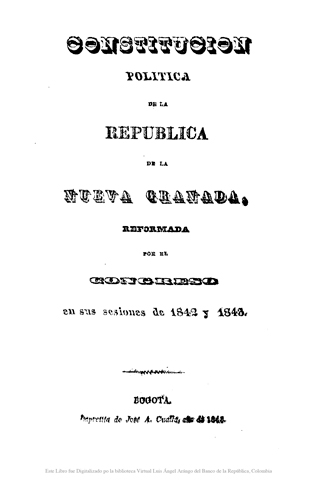 CONSTITUCION
POLITICA
DE LA
REPUBLICA
DE LA
NUEVA GRANADA,
REFORMADA
POR EL
CONGRESO
en sus sesiones de 1842 y 1843.
BOGOTA.
Imprenta de José A. Cualla, año de 1843.
Este Libro fue Digitalizado por la biblioteca Virtual Luis Ángel Arango del Banco de la República, Colombia